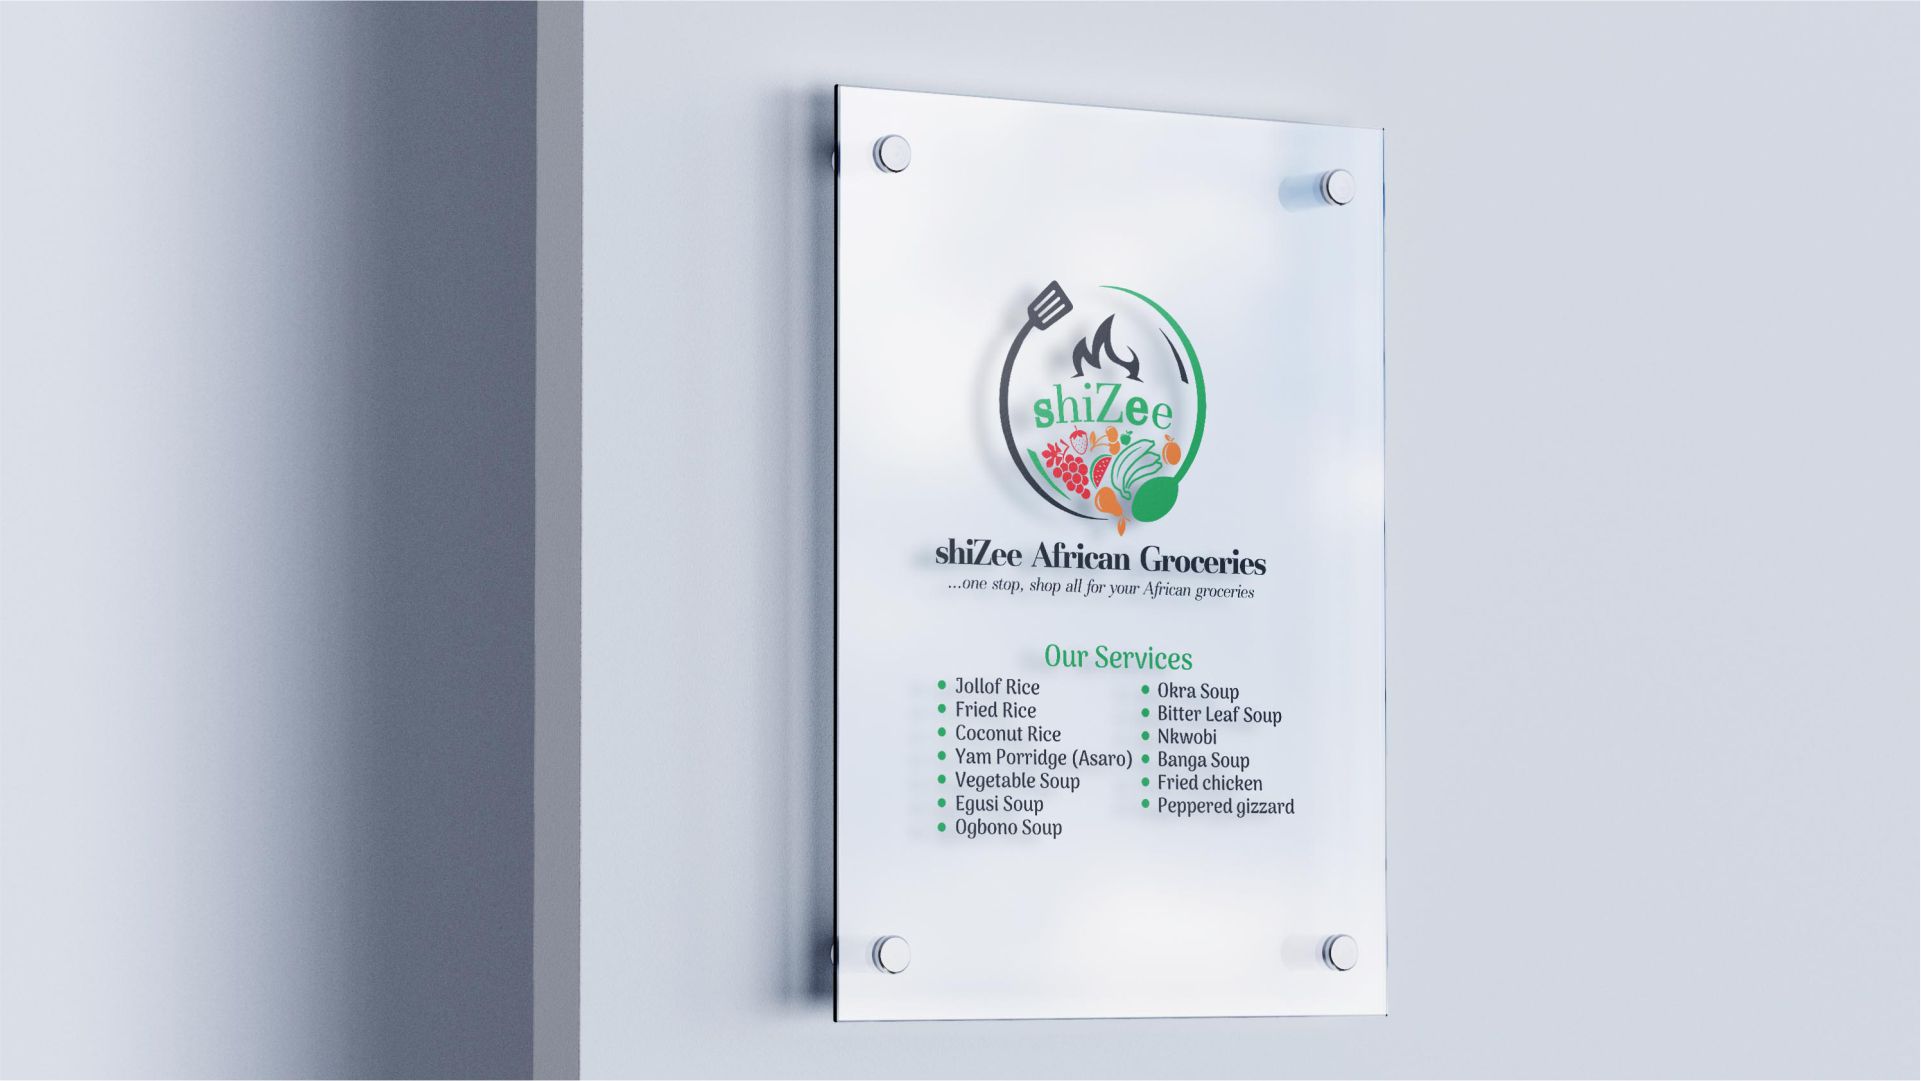 shiZee
shiZee African Groceries
...one stop, shop all for your African groceries
Our Services
Jollof Rice
Fried Rice
Coconut Rice
Yam Porridge (Asaro)
Vegetable Soup
Egusi Soup
Ogbono Soup
Okra Soup
Bitter Leaf Soup
Nkwobi
Banga Soup
Fried chicken
Peppered gizzard